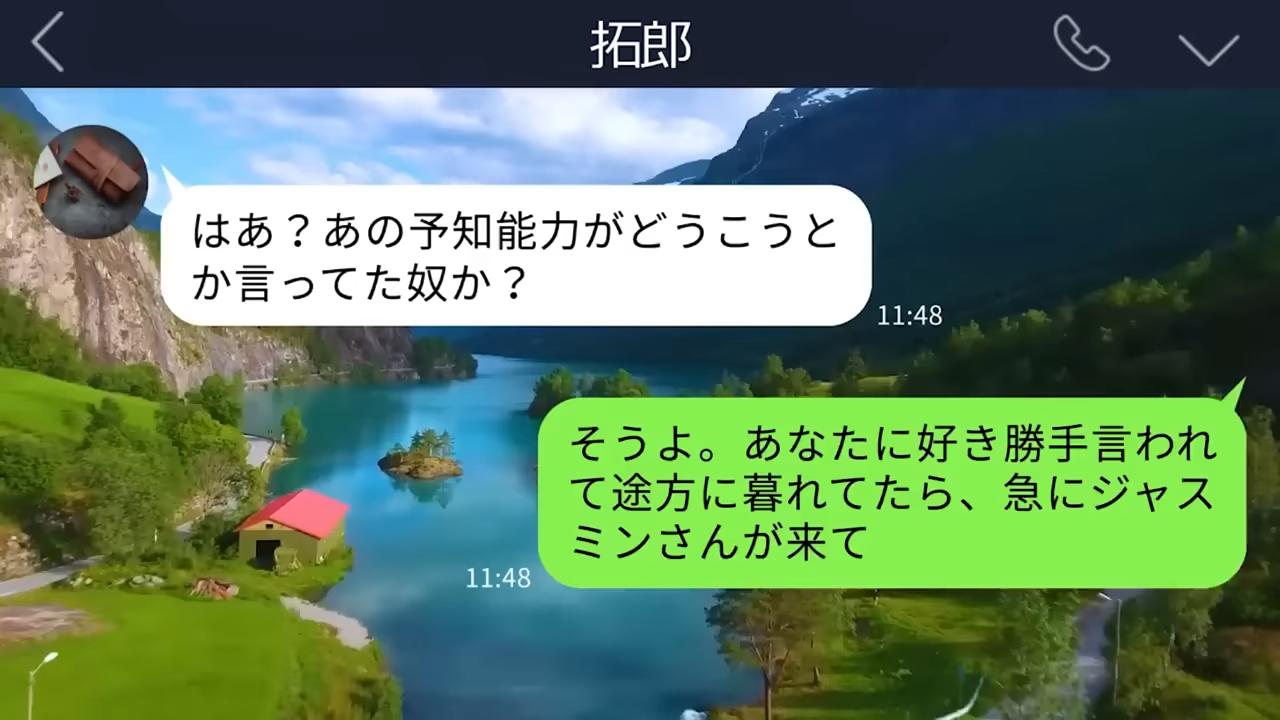 拓郎
はあ？あの予知能力がどうこうと
か言ってた奴か？
11:48
そうよ。あなたに好き勝手言われ
て途方に暮れてたら、急にジャス
ミンさんが来て
11:48